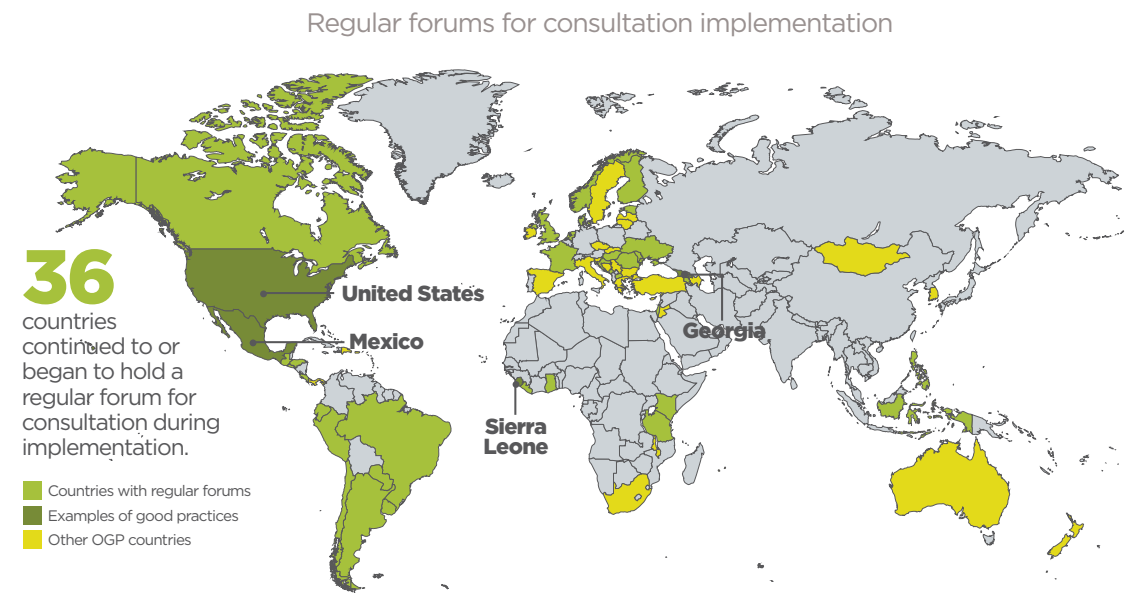 Regular forums for consultation implementation
36
countries
continued to or
began to hold a
regular forum for
consultation during
implementation.
United States
Mexico
Georgia
Sierra
Leone
Countries with regular forums
Examples of good practices
Other OGP countries